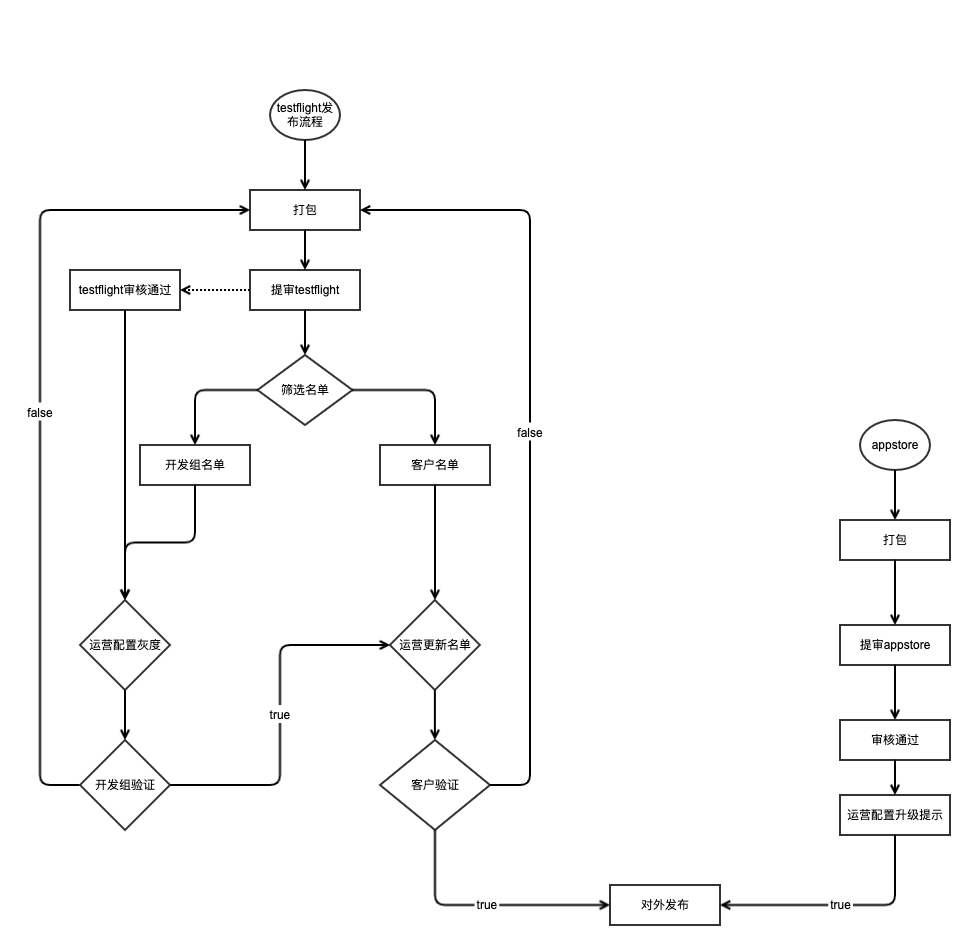 testflight发
布流程
打包
testflight审核通过
提审testflight
筛选名单
false
false
开发组名单
客户名单
appstore
打包
运营配置灰度
运营更新名单
提审appstore
true
审核通过
开发组验证
客户验证
运营配置升级提示
true
对外发布
true